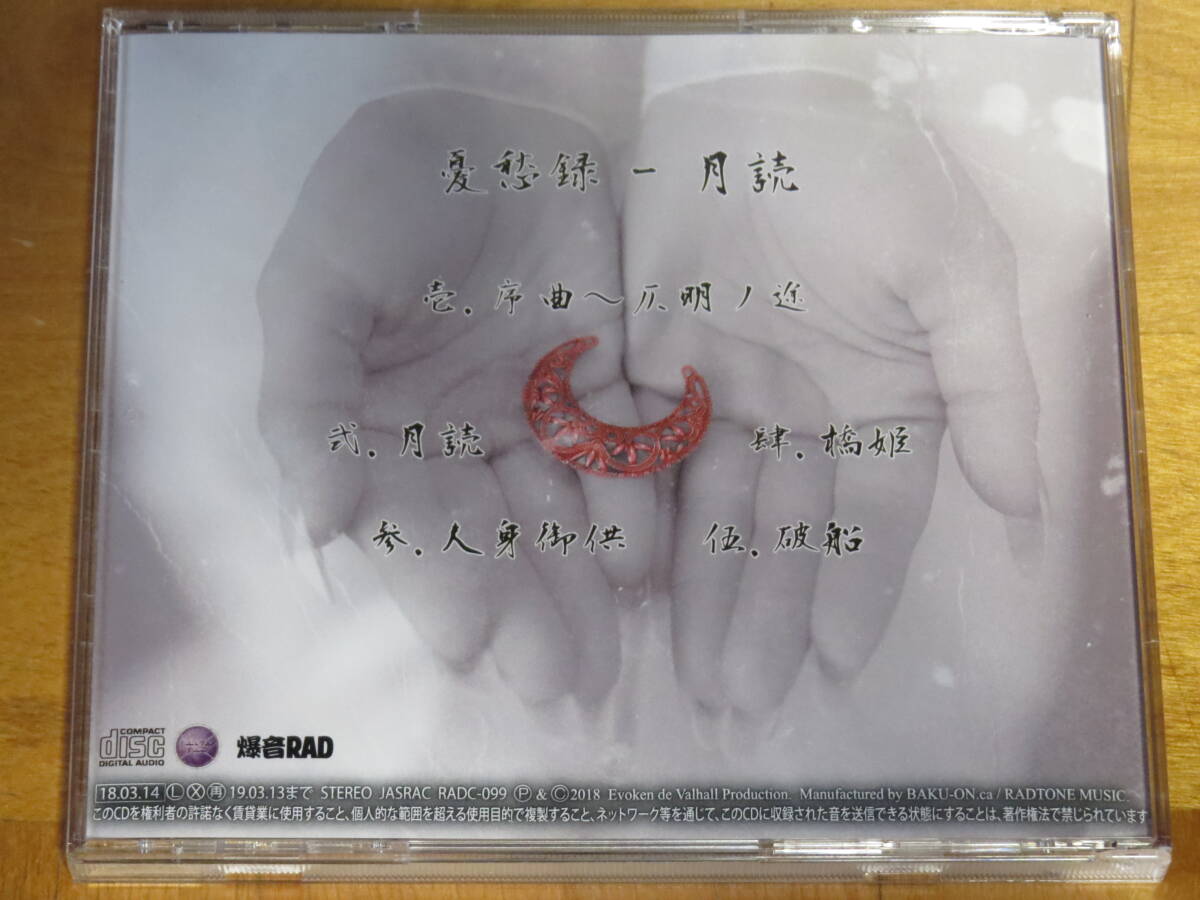 憂愁録 － 月読
壱．序曲～仄明ノ途
弐．月読
肆．橋姫
参．人身御供
伍．破船
COMPACT
disc
DIGITAL AUDIO
爆音RAD
18.03.14 Ⓛ Ⓧ ㊢ 19.03.13まで STEREO JASRAC RADC-099 Ⓟ & Ⓒ2018 Evoken de Valhall Production. Manufactured by BAKU-ON.ca / RADTONE MUSIC.
このCDを権利者の許諾なく賃貸業に使用すること、個人的な範囲を超える使用目的で複製すること、ネットワーク等を通じて、このCDに収録された音を送信できる状態にすることは、著作権法で禁じられています